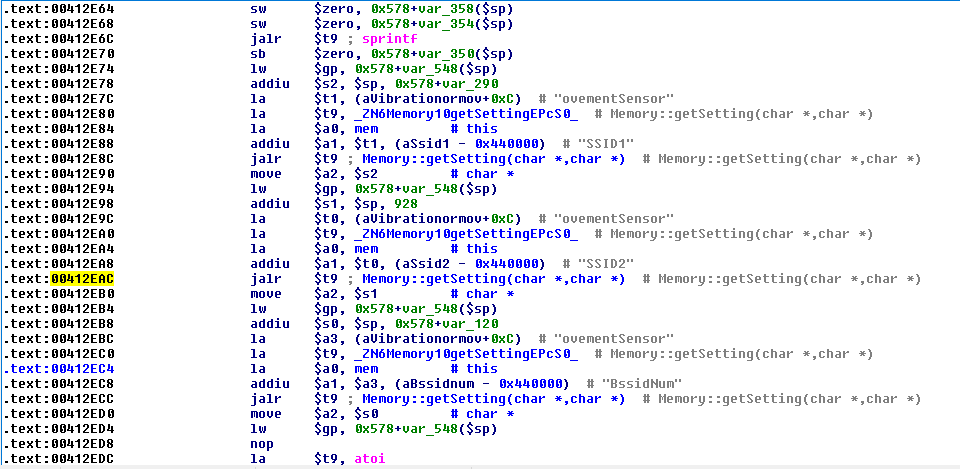 .text:00412E64 sw $zero, 0x578+var_358($sp)
.text:00412E68 sw $zero, 0x578+var_354($sp)
.text:00412E6C jalr $t9 ; sprintf
.text:00412E70 sb $zero, 0x578+var_350($sp)
.text:00412E74 lw $gp, 0x578+var_548($sp)
.text:00412E78 addiu $s2, $sp, 0x578+var_290
.text:00412E7C la $t1, (aVibrationormov+0xC) # "ovementSensor"
.text:00412E80 la $t9, _ZN6Memory10getSettingEPcS0_ # Memory::getSetting(char *,char *)
.text:00412E84 la $a0, mem # this
.text:00412E88 addiu $a1, $t1, (aSsid1 - 0x440000) # "SSID1"
.text:00412E8C jalr $t9 ; Memory::getSetting(char *,char *) # Memory::getSetting(char *,char *)
.text:00412E90 move $a2, $s2 # char *
.text:00412E94 lw $gp, 0x578+var_548($sp)
.text:00412E98 addiu $s1, $sp, 928
.text:00412E9C la $t0, (aVibrationormov+0xC) # "ovementSensor"
.text:00412EA0 la $t9, _ZN6Memory10getSettingEPcS0_ # Memory::getSetting(char *,char *)
.text:00412EA4 la $a0, mem # this
.text:00412EA8 addiu $a1, $t0, (aSsid2 - 0x440000) # "SSID2"
.text:00412EAC jalr $t9 ; Memory::getSetting(char *,char *) # Memory::getSetting(char *,char *)
.text:00412EB0 move $a2, $s1 # char *
.text:00412EB4 lw $gp, 0x578+var_548($sp)
.text:00412EB8 addiu $s0, $sp, 0x578+var_120
.text:00412EBC la $a3, (aVibrationormov+0xC) # "ovementSensor"
.text:00412EC0 la $t9, _ZN6Memory10getSettingEPcS0_ # Memory::getSetting(char *,char *)
.text:00412EC4 la $a0, mem # this
.text:00412EC8 addiu $a1, $a3, (aBssidnum - 0x440000) # "BssidNum"
.text:00412ECC jalr $t9 ; Memory::getSetting(char *,char *) # Memory::getSetting(char *,char *)
.text:00412ED0 move $a2, $s0 # char *
.text:00412ED4 lw $gp, 0x578+var_548($sp)
.text:00412ED8 nop
.text:00412EDC la $t9, atoi